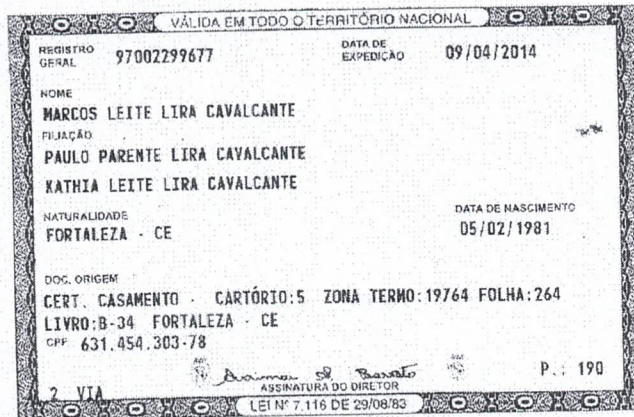 VÁLIDA EM TODO O TERRITÓRIO NACIONAL
REGISTRO GERAL 97002299677 DATA DE EXPEDIÇÃO 09/04/2014
NOME
MARCOS LEITE LIRA CAVALCANTE
FILIAÇÃO
PAULO PARENTE LIRA CAVALCANTE
KATHIA LEITE LIRA CAVALCANTE
NATURALIDADE DATA DE NASCIMENTO
FORTALEZA - CE 05/02/1981
DOC. ORIGEM
CERT. CASAMENTO - CARTÓRIO:5 ZONA TERMO:19764 FOLHA:264
LIVRO:B-34 FORTALEZA - CE
CPF 631.454.303-78
2 VIA ASSINATURA DO DIRETOR P.: 190
LEI Nº 7.116 DE 29/08/83